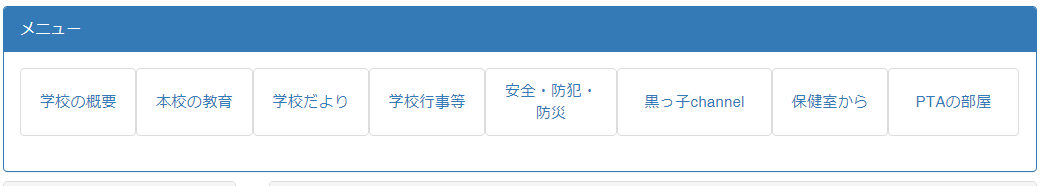 メニュー
学校の概要
本校の教育
学校だより
学校行事等
安全・防犯・
防災
黒っ子channel
保健室から
PTAの部屋